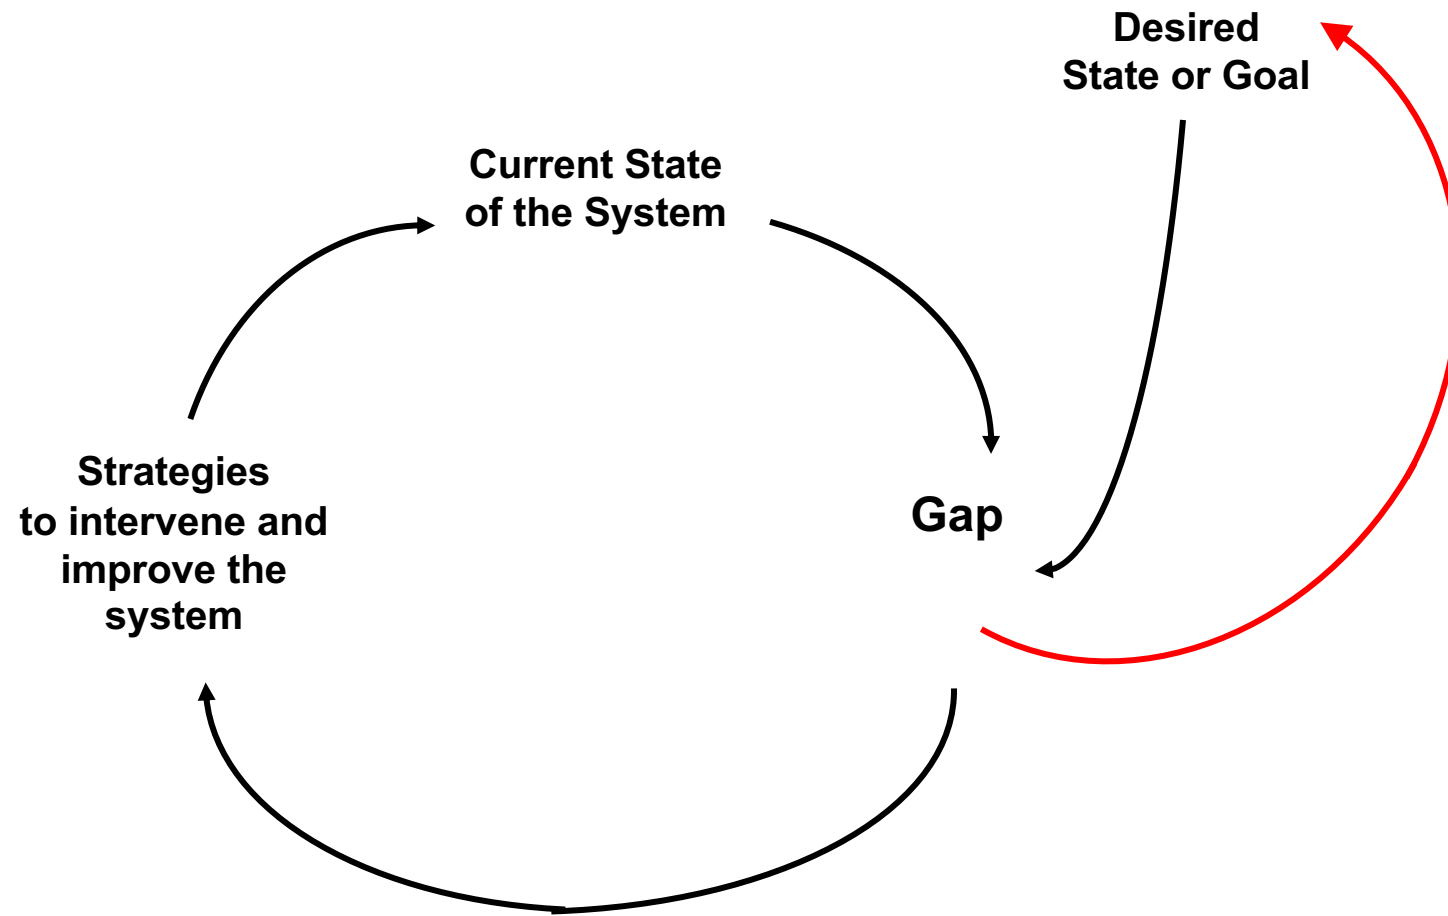 Desired
State or Goal
Current State
of the System
Strategies
to intervene and
improve the
system
Gap